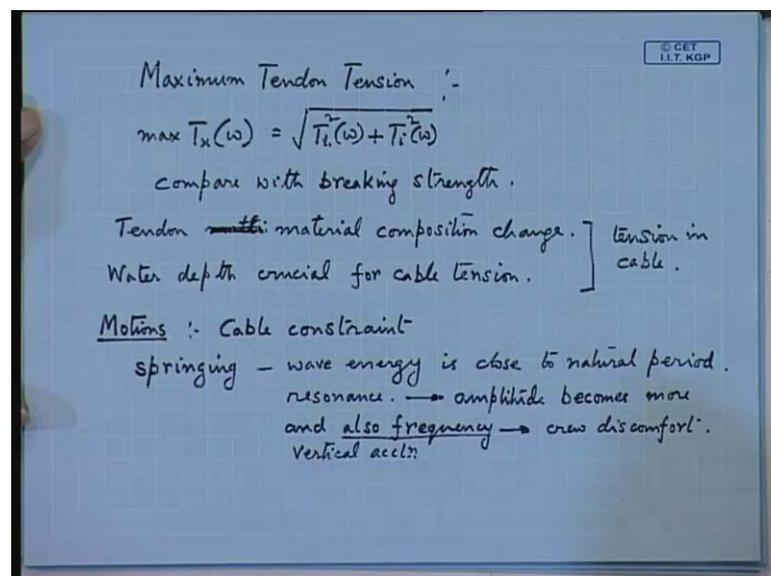 © CET
I.I.T. KGP
Maximum Tendon Tension :-
max Tx(ω) = √(Tr²(ω) + Ti²(ω))
compare with breaking strength.
Tendon material composition change. ] tension in
Water depth crucial for cable tension. cable.
Motions :- Cable constraint
springing – wave energy is close to natural period.
resonance. → amplitude becomes more
and also frequency → crew discomfort.
vertical accln